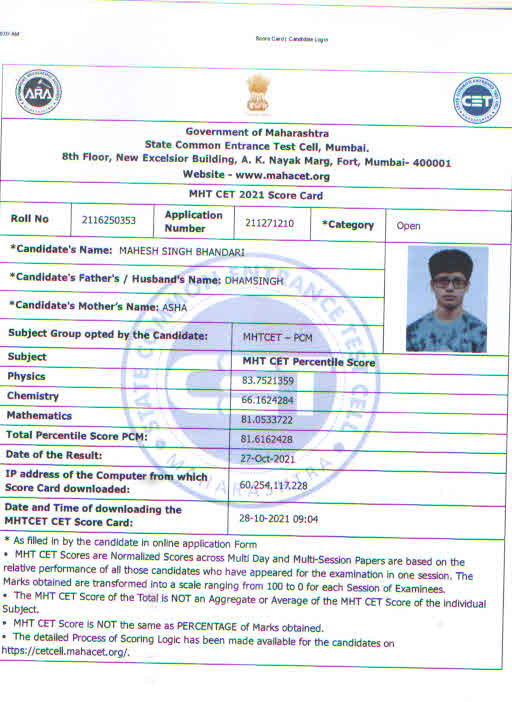 Score Card | Candidate Login
ARA
CET
Government of Maharashtra
State Common Entrance Test Cell, Mumbai.
8th Floor, New Excelsior Building, A. K. Nayak Marg, Fort, Mumbai- 400001
Website - www.mahacet.org
MHT CET 2021 Score Card
Roll No 2116250353 Application Number 211271210 *Category Open
*Candidate's Name: MAHESH SINGH BHANDARI
*Candidate's Father's / Husband's Name: DHAMSINGH
*Candidate's Mother's Name: ASHA
Subject Group opted by the Candidate: MHTCET – PCM
Subject MHT CET Percentile Score
Physics 83.7521359
Chemistry 66.1624284
Mathematics 81.0533722
Total Percentile Score PCM: 81.6162428
Date of the Result: 27-Oct-2021
IP address of the Computer from which
Score Card downloaded: 60,254,117,228
Date and Time of downloading the
MHTCET CET Score Card: 28-10-2021 09:04
STATE COMMON ENTRANCE TEST CELL
MAHARASHTRA
* As filled in by the candidate in online application Form
• MHT CET Scores are Normalized Scores across Multi Day and Multi-Session Papers are based on the
relative performance of all those candidates who have appeared for the examination in one session. The
Marks obtained are transformed into a scale ranging from 100 to 0 for each Session of Examinees.
• The MHT CET Score of the Total is NOT an Aggregate or Average of the MHT CET Score of the individual
Subject.
• MHT CET Score is NOT the same as PERCENTAGE of Marks obtained.
• The detailed Process of Scoring Logic has been made available for the candidates on
https://cetcell.mahacet.org/.